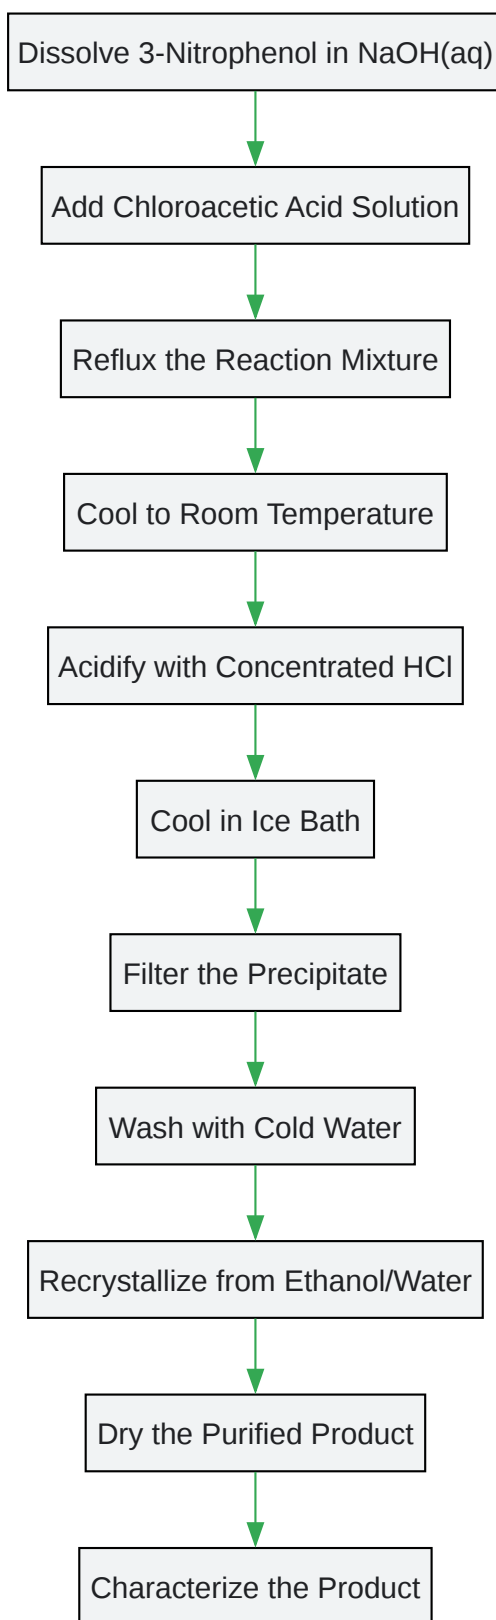 Dissolve 3-Nitrophenol in NaOH(aq)
Add Chloroacetic Acid Solution
Reflux the Reaction Mixture
Cool to Room Temperature
Acidify with Concentrated HCl
Cool in Ice Bath
Filter the Precipitate
Wash with Cold Water
Recrystallize from Ethanol/Water
Dry the Purified Product
Characterize the Product